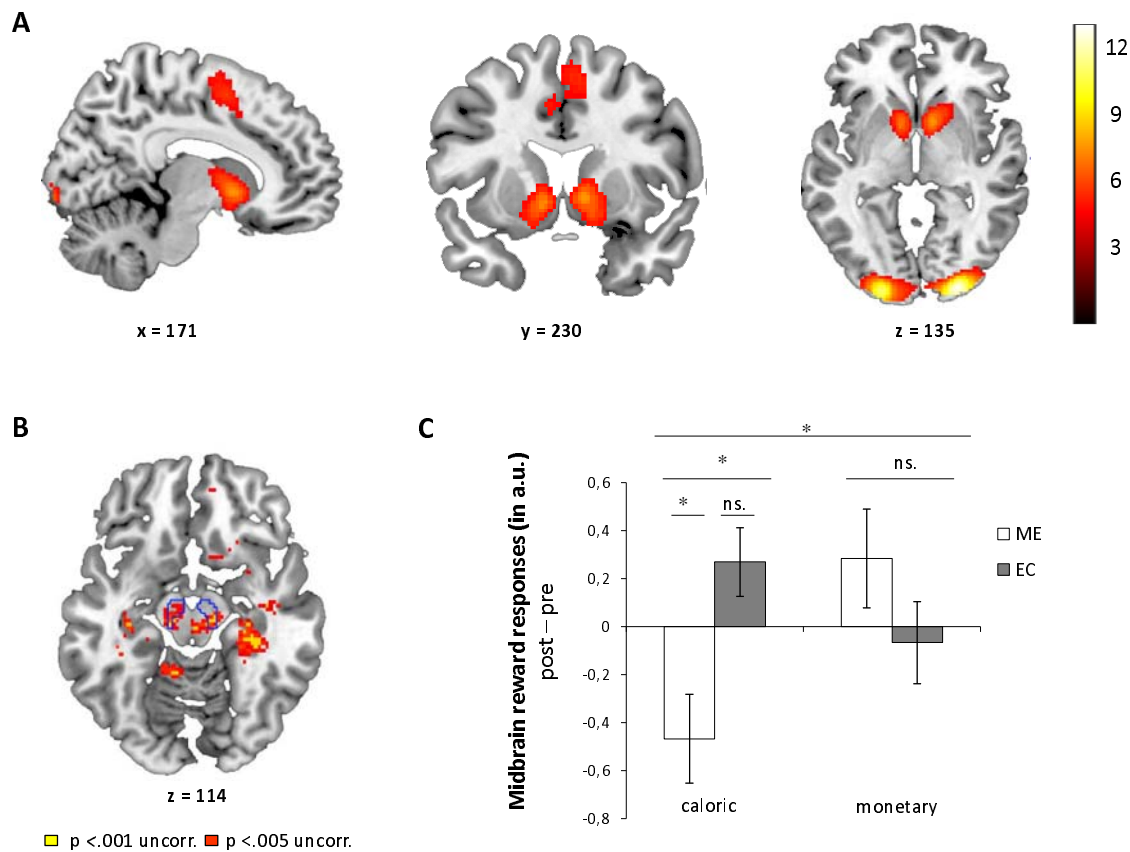 A
12
9
6
3
x = 171
y = 230
z = 135
B
z = 114
p <.001 uncorr.
p <.005 uncorr.
C
Midbrain reward responses (in a.u.)
post – pre
0,6
0,4
0,2
0
-0,2
-0,4
-0,6
-0,8
*
*
ns.
*
ns.
caloric
monetary
ME
EC